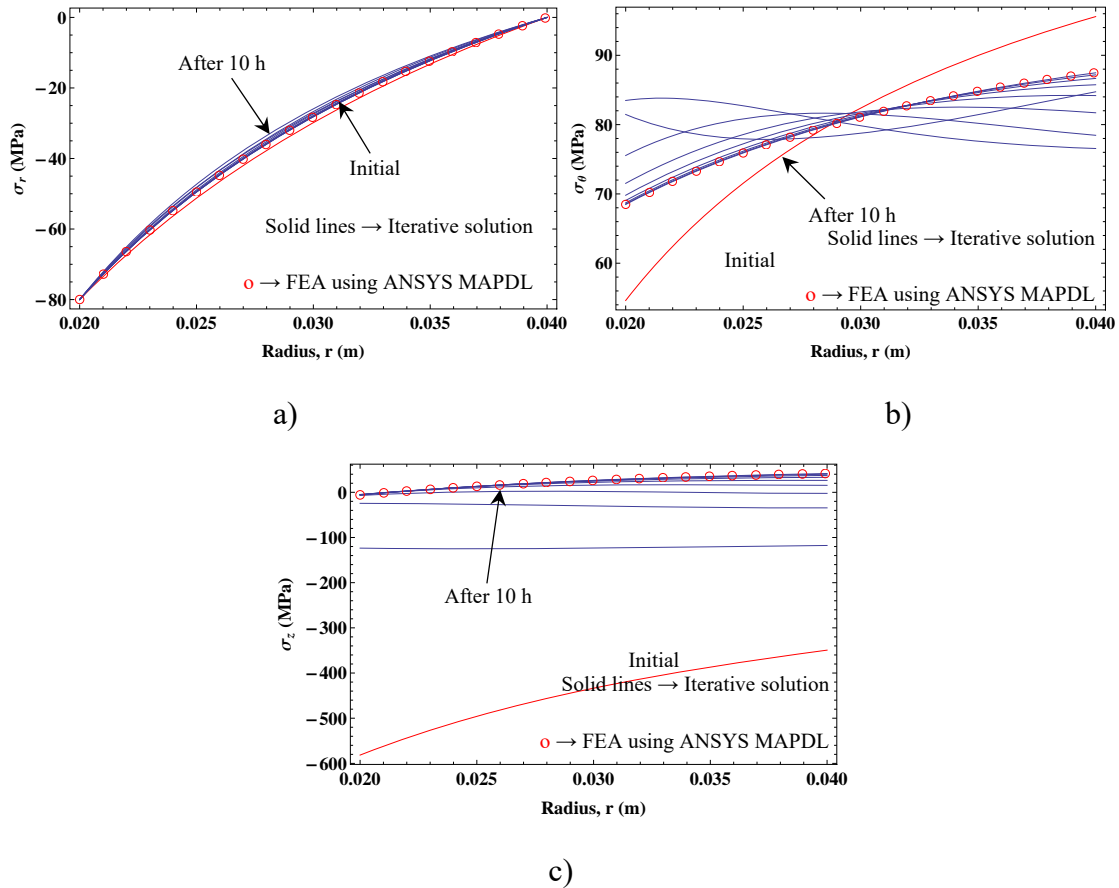 0
−20
−40
−60
−80
σr (MPa)
After 10 h
Initial
Solid lines → Iterative solution
o → FEA using ANSYS MAPDL
0.020 0.025 0.030 0.035 0.040
Radius, r (m)
a)
90
80
70
60
σθ (MPa)
After 10 h
Solid lines → Iterative solution
Initial
o → FEA using ANSYS MAPDL
0.020 0.025 0.030 0.035 0.040
Radius, r (m)
b)
0
−100
−200
−300
−400
−500
−600
σz (MPa)
After 10 h
Initial
Solid lines → Iterative solution
o → FEA using ANSYS MAPDL
0.020 0.025 0.030 0.035 0.040
Radius, r (m)
c)